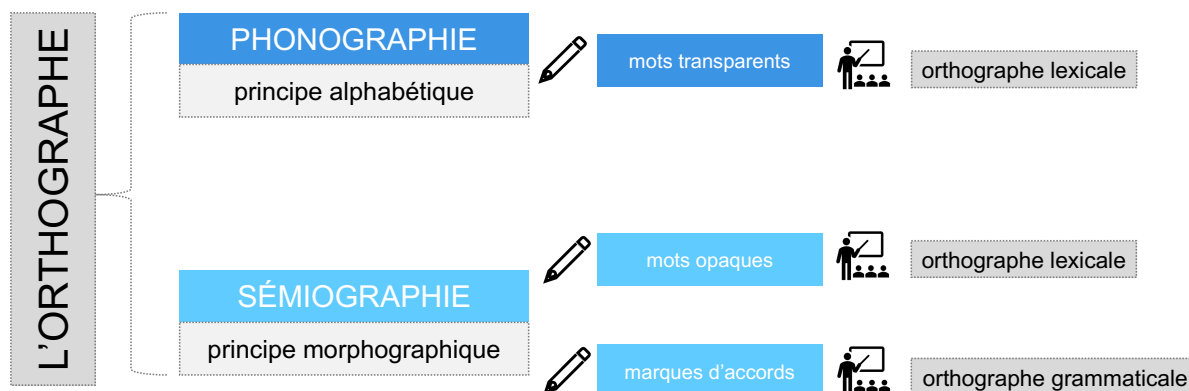 L'ORTHOGRAPHE
PHONOGRAPHIE
principe alphabétique
mots transparents
orthographe lexicale
SÉMIOGRAPHIE
principe morphographique
mots opaques
orthographe lexicale
marques d'accords
orthographe grammaticale